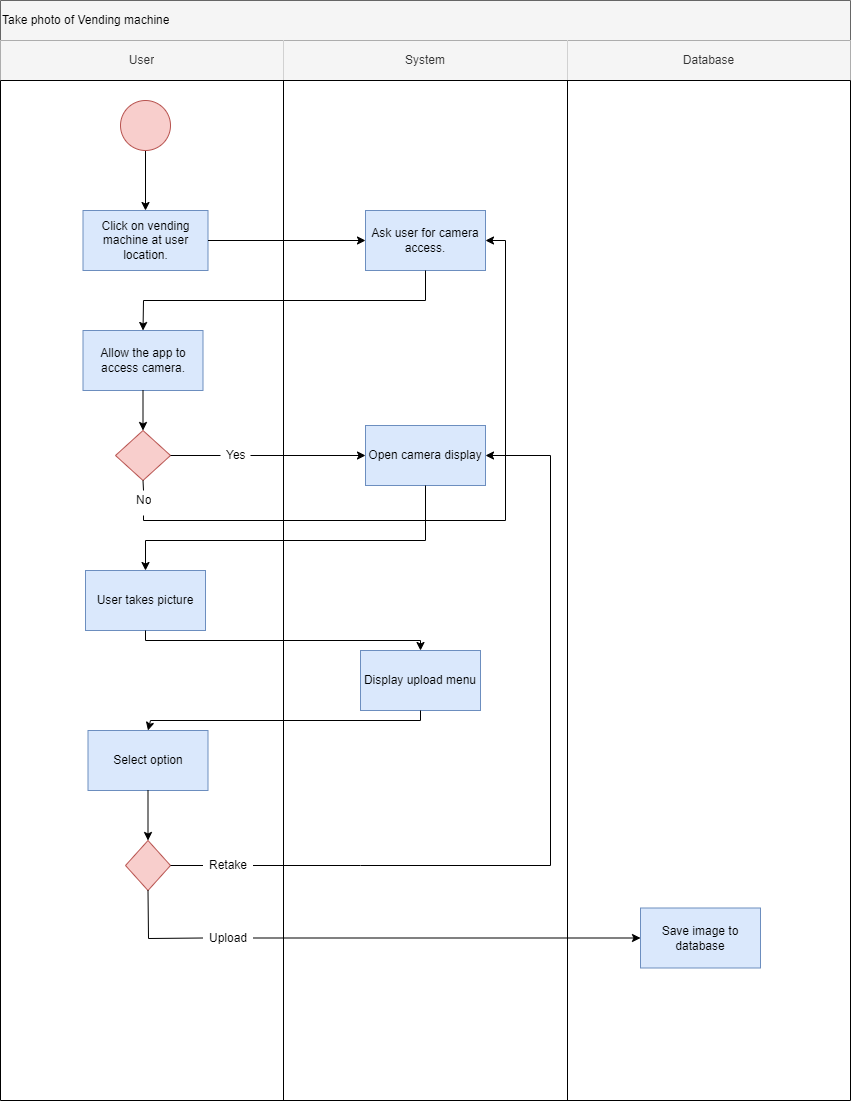 Take photo of Vending machine
User
System
Database
Click on vending
machine at user
location.
Ask user for camera
access.
Allow the app to
access camera.
Yes
Open camera display
No
User takes picture
Display upload menu
Select option
Retake
Upload
Save image to
database